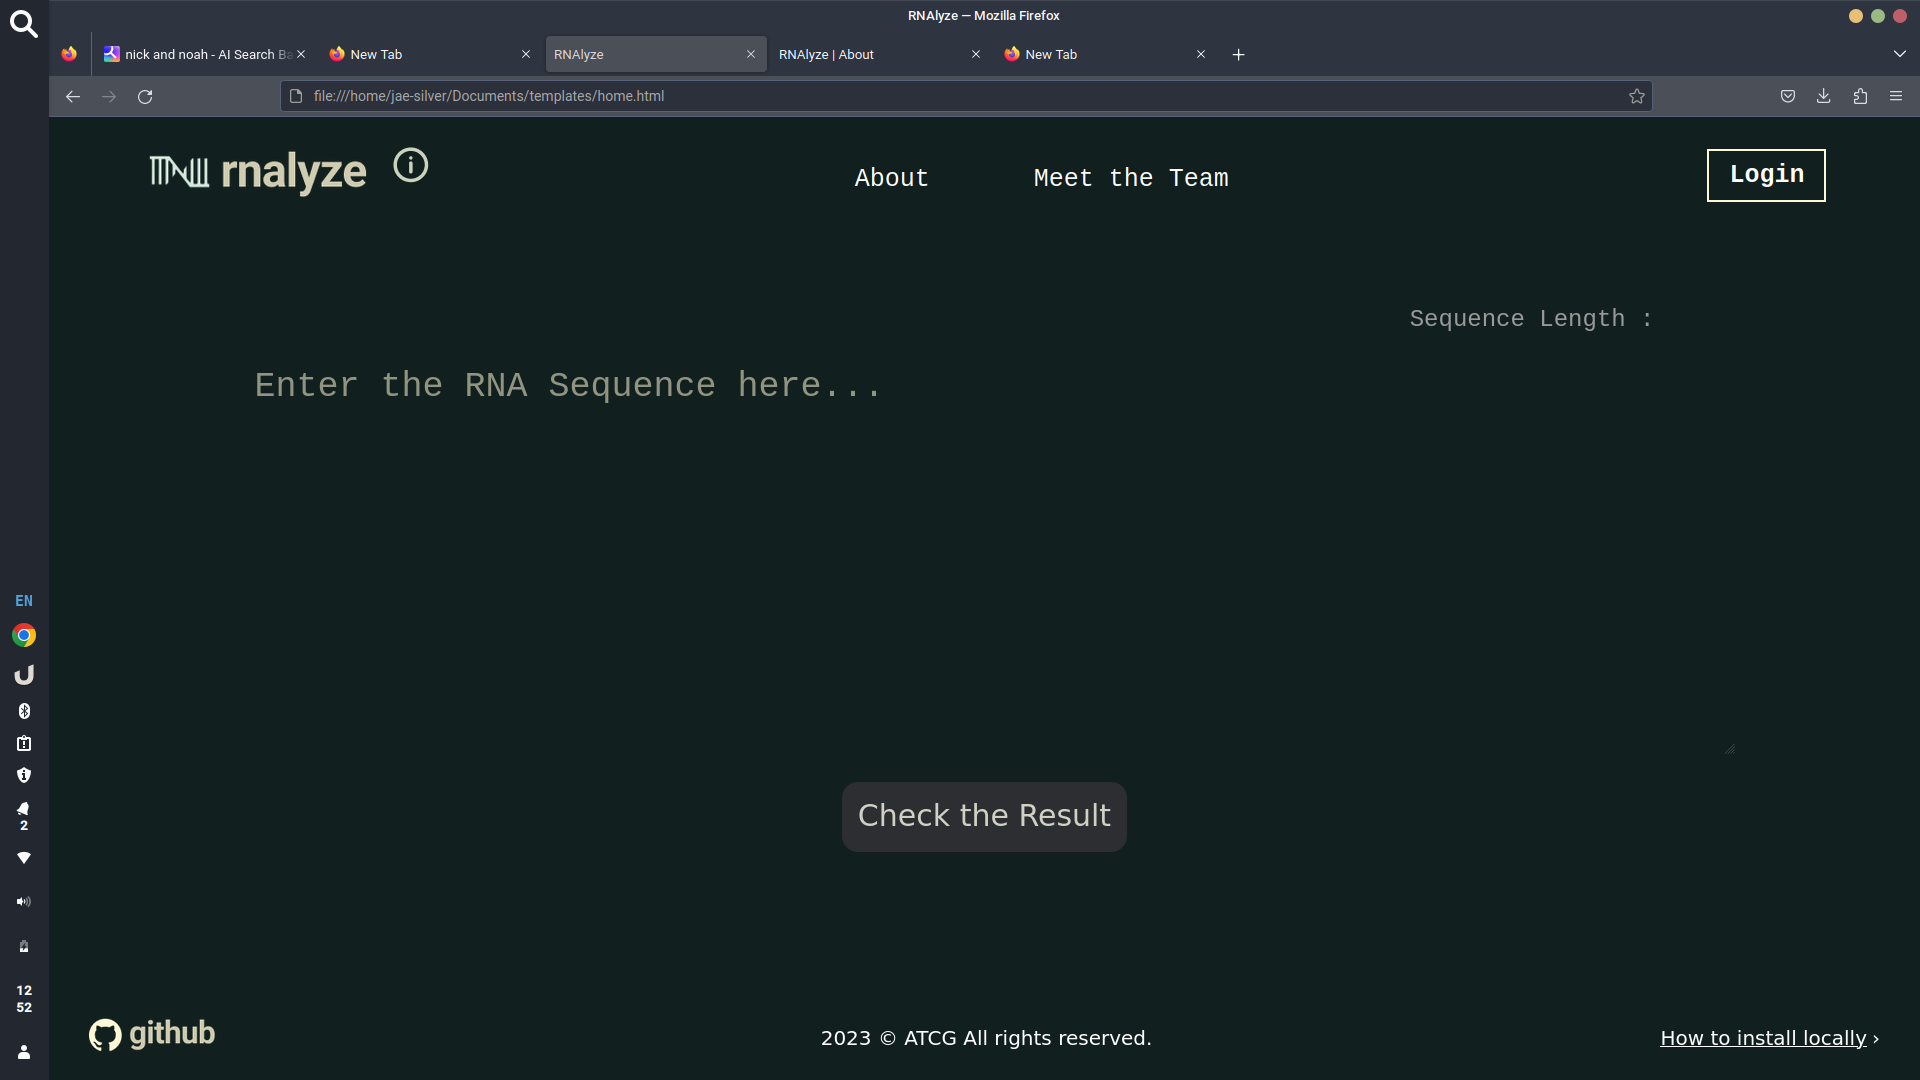 RNAlyze — Mozilla Firefox
nick and noah - AI Search Ba
New Tab
RNAlyze
RNAlyze | About
New Tab
file:///home/jae-silver/Documents/templates/home.html
rnalyze
About
Meet the Team
Login
Sequence Length :
Enter the RNA Sequence here...
EN
2
12
52
Check the Result
github
2023 © ATCG All rights reserved.
How to install locally ›